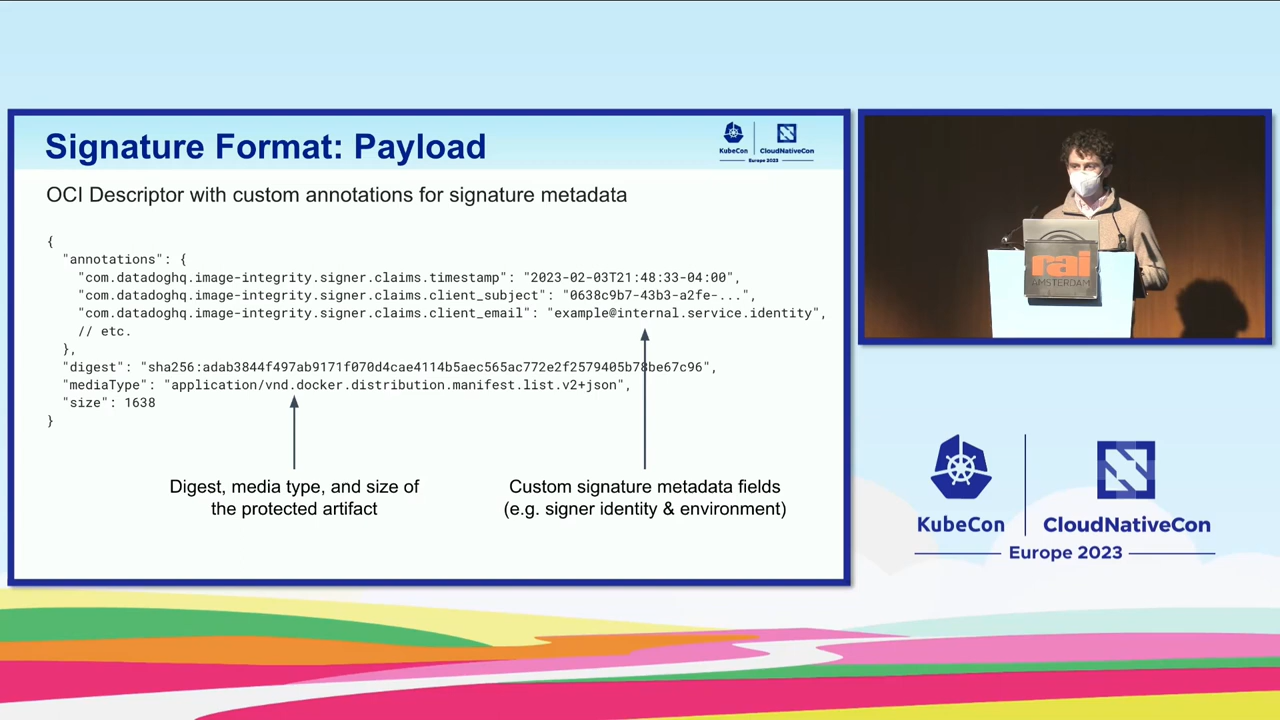 Signature Format: Payload
KubeCon
CloudNativeCon
Europe 2023
OCI Descriptor with custom annotations for signature metadata
{
"annotations": {
"com.datadoghq.image-integrity.signer.claims.timestamp": "2023-02-03T21:48:33-04:00",
"com.datadoghq.image-integrity.signer.claims.client_subject": "0638c9b7-43b3-a2fe-...",
"com.datadoghq.image-integrity.signer.claims.client_email": "example@internal.service.identity",
// etc.
},
"digest": "sha256:adab3844f497ab9171f070d4cae4114b5aec565ac772e2f2579405b78be67c96",
"mediaType": "application/vnd.docker.distribution.manifest.list.v2+json",
"size": 1638
}
Digest, media type, and size of
the protected artifact
Custom signature metadata fields
(e.g. signer identity & environment)
rai
AMSTERDAM
KubeCon
CloudNativeCon
Europe 2023